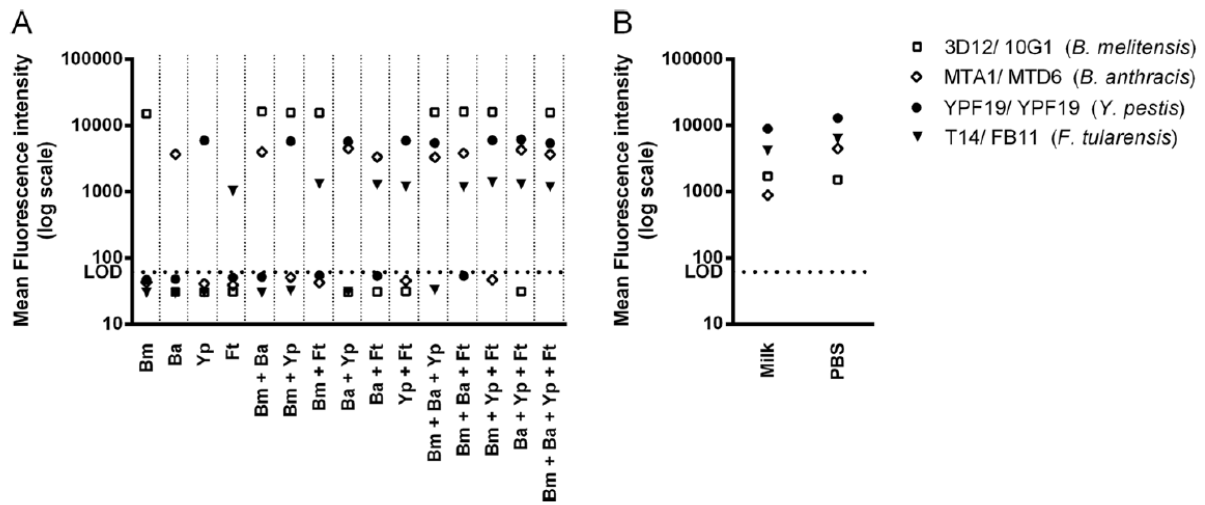 A
Mean Fluorescence intensity
(log scale)
100000
10000
1000
100
LOD
10
Bm
Ba
Yp
Ft
Bm + Ba
Bm + Yp
Bm + Ft
Ba + Yp
Ba + Ft
Yp + Ft
Bm + Ba + Yp
Bm + Ba + Ft
Bm + Yp + Ft
Ba + Yp + Ft
Bm + Ba + Yp + Ft
B
Mean Fluorescence intensity
(log scale)
100000
10000
1000
100
LOD
10
Milk
PBS
3D12/ 10G1 (B. melitensis)
MTA1/ MTD6 (B. anthracis)
YPF19/ YPF19 (Y. pestis)
T14/ FB11 (F. tularensis)